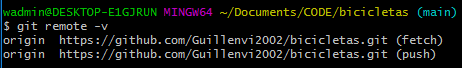 wadmin@DESKTOP-E1GJRUN MINGW64 ~/Documents/CODE/bicicletas (main)
$ git remote -v
origin  https://github.com/Guillenvi2002/bicicletas.git (fetch)
origin  https://github.com/Guillenvi2002/bicicletas.git (push)